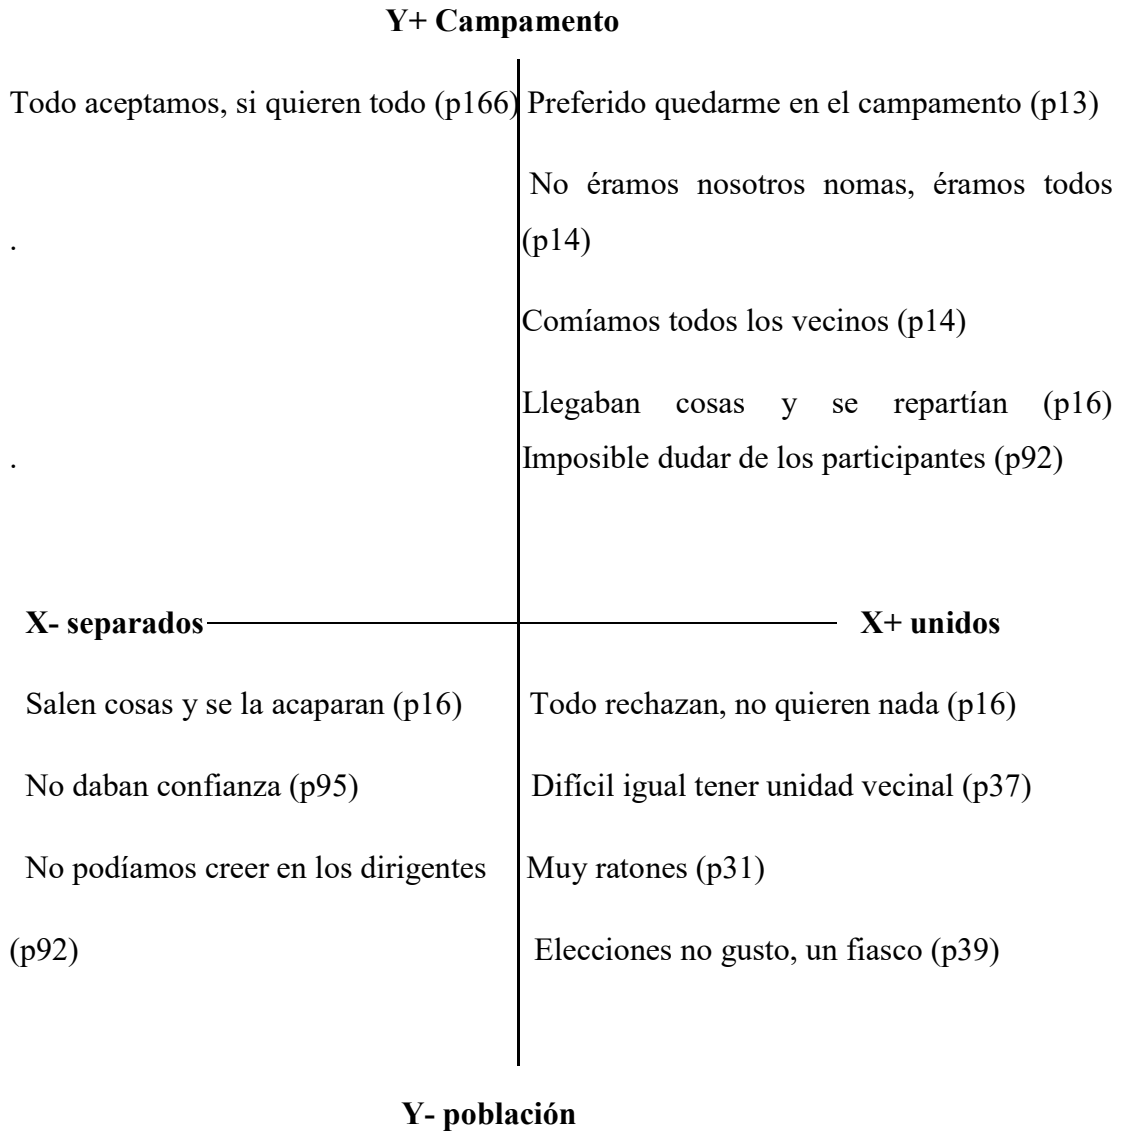 Y+ Campamento
Todo aceptamos, si quieren todo (p166)
Preferido quedarme en el campamento (p13)
No éramos nosotros nomas, éramos todos
.
(p14)
Comíamos todos los vecinos (p14)
Llegaban cosas y se repartían (p16)
.
Imposible dudar de los participantes (p92)
X- separados
X+ unidos
Salen cosas y se la acaparan (p16)
Todo rechazan, no quieren nada (p16)
No daban confianza (p95)
Difícil igual tener unidad vecinal (p37)
No podíamos creer en los dirigentes
Muy ratones (p31)
(p92)
Elecciones no gusto, un fiasco (p39)
Y- población